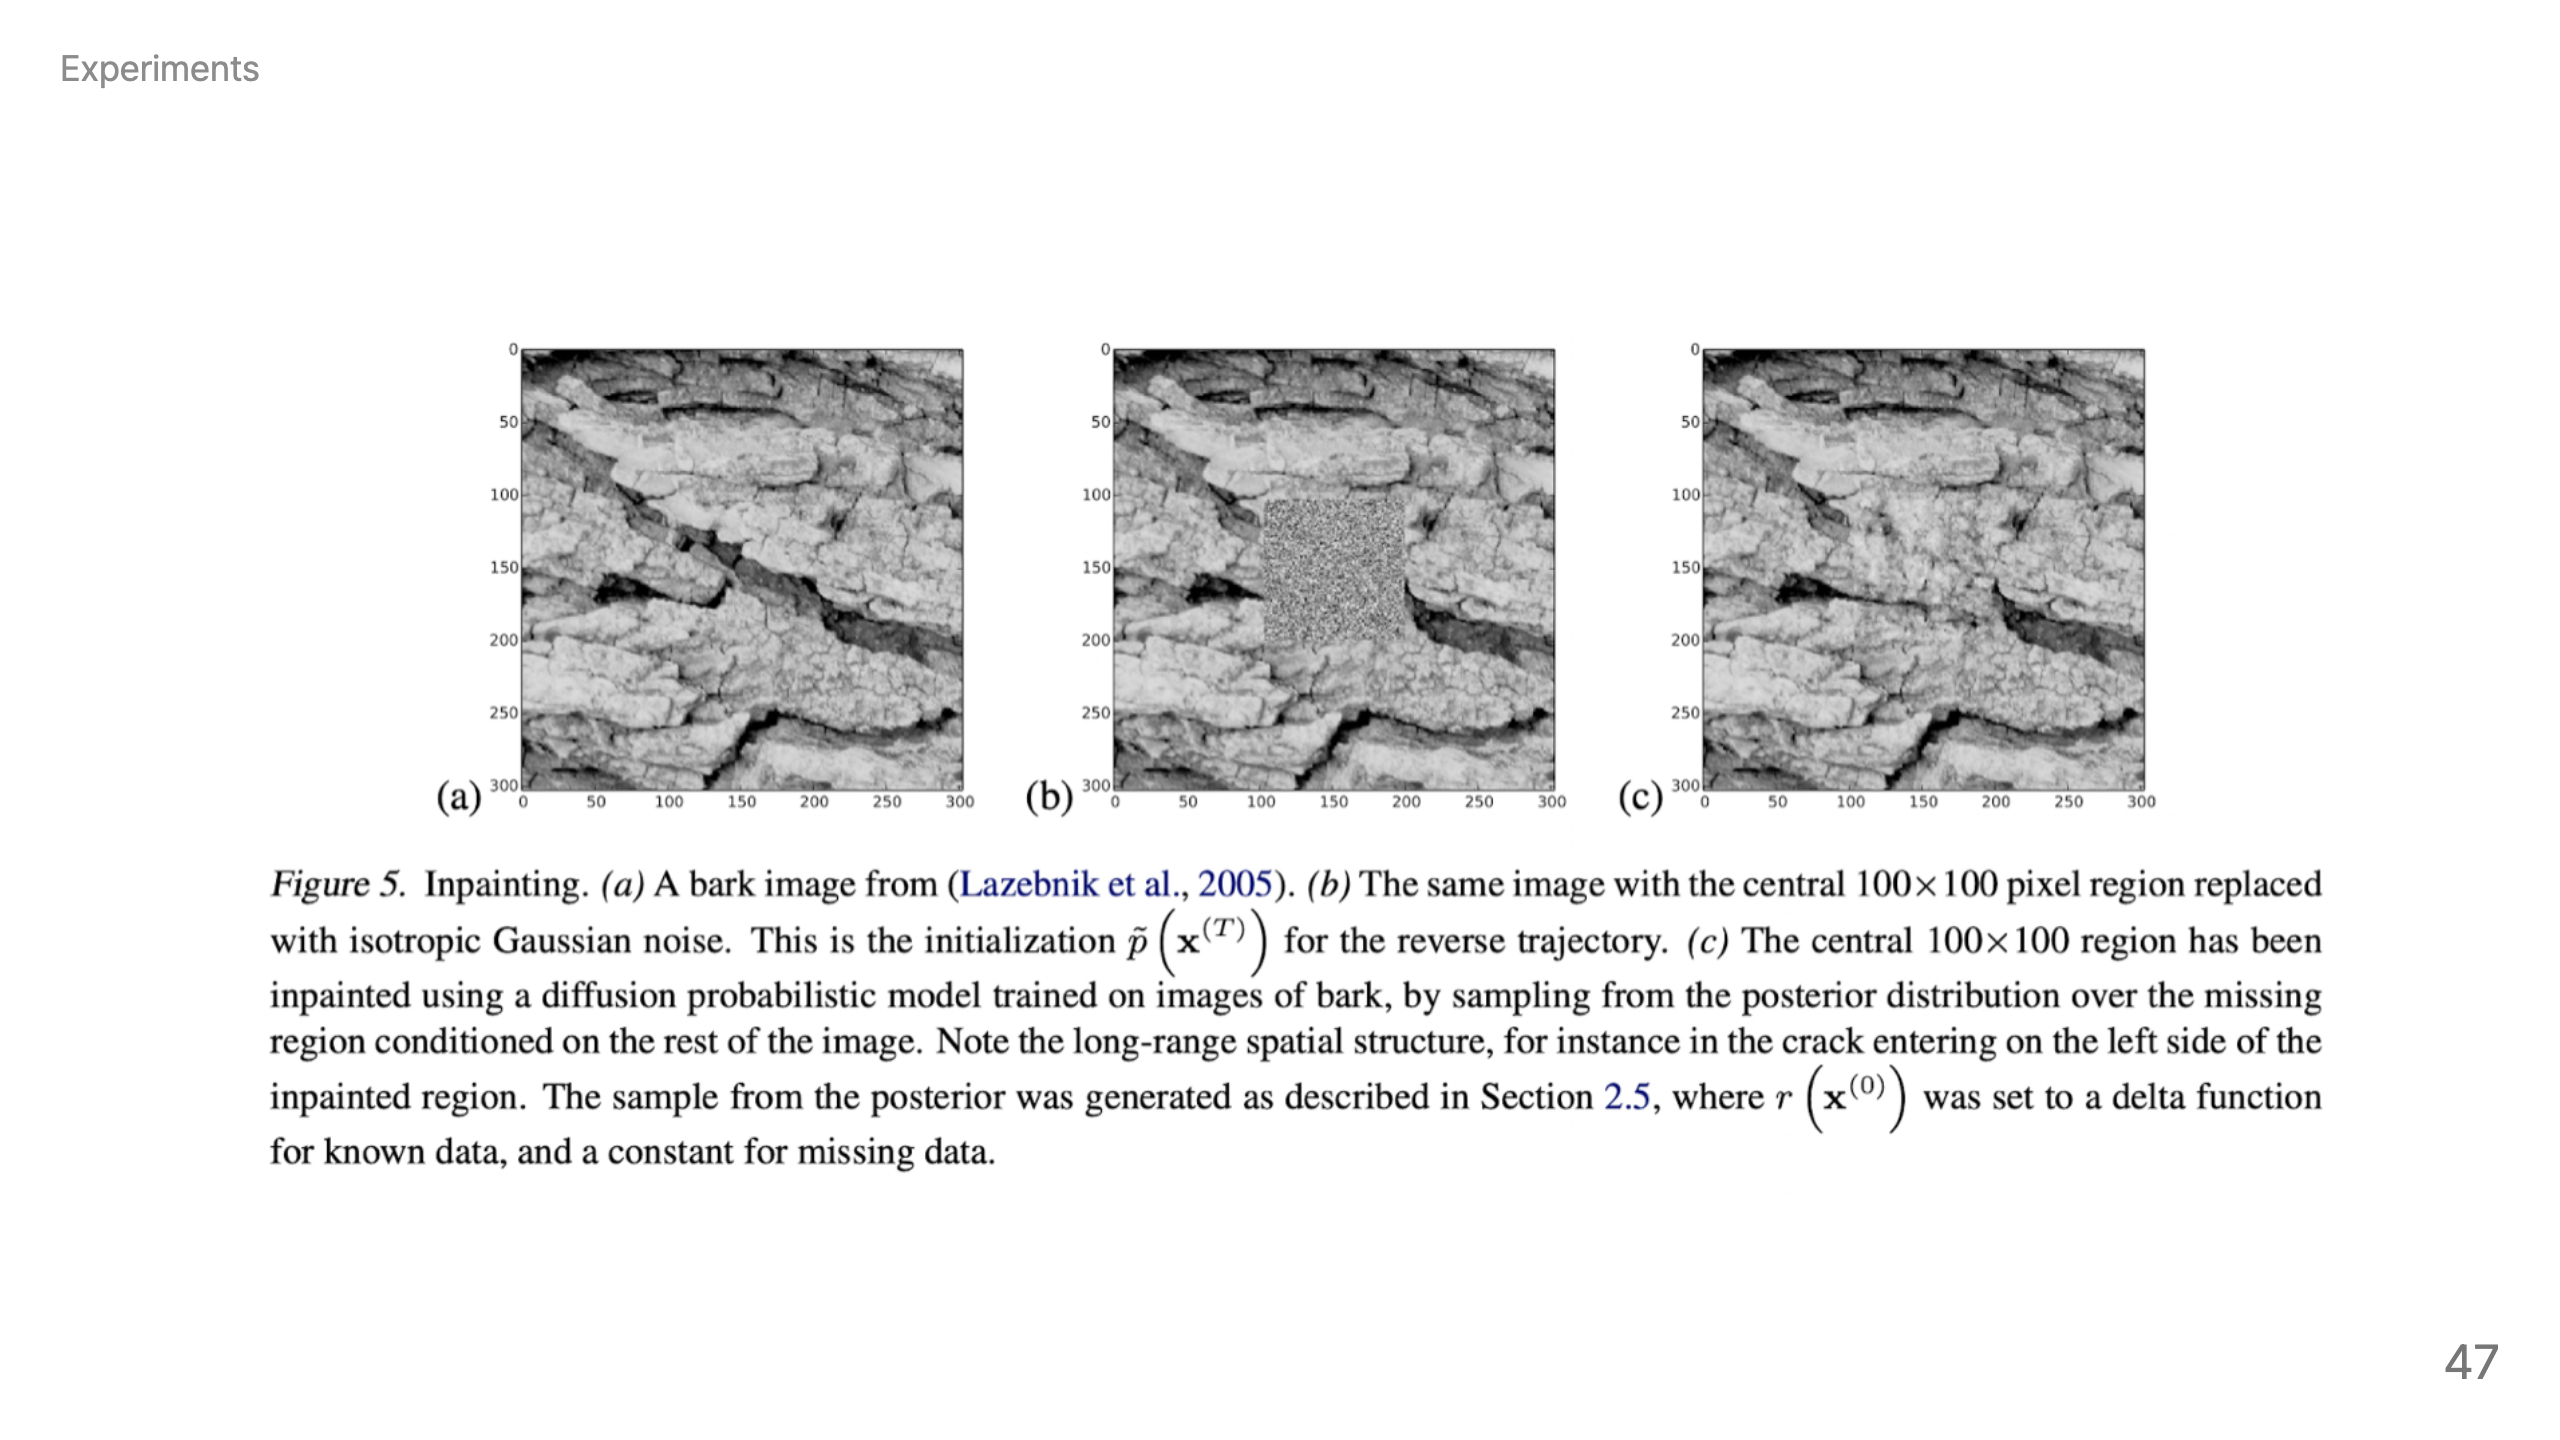 Experiments
0
50
100
150
200
250
300
0 50 100 150 200 250 300
(a)
0
50
100
150
200
250
300
0 50 100 150 200 250 300
(b)
0
50
100
150
200
250
300
0 50 100 150 200 250 300
(c)
Figure 5. Inpainting. (a) A bark image from (Lazebnik et al., 2005). (b) The same image with the central 100×100 pixel region replaced
with isotropic Gaussian noise. This is the initialization p̃ (x^(T)) for the reverse trajectory. (c) The central 100×100 region has been
inpainted using a diffusion probabilistic model trained on images of bark, by sampling from the posterior distribution over the missing
region conditioned on the rest of the image. Note the long-range spatial structure, for instance in the crack entering on the left side of the
inpainted region. The sample from the posterior was generated as described in Section 2.5, where r (x^(0)) was set to a delta function
for known data, and a constant for missing data.
47